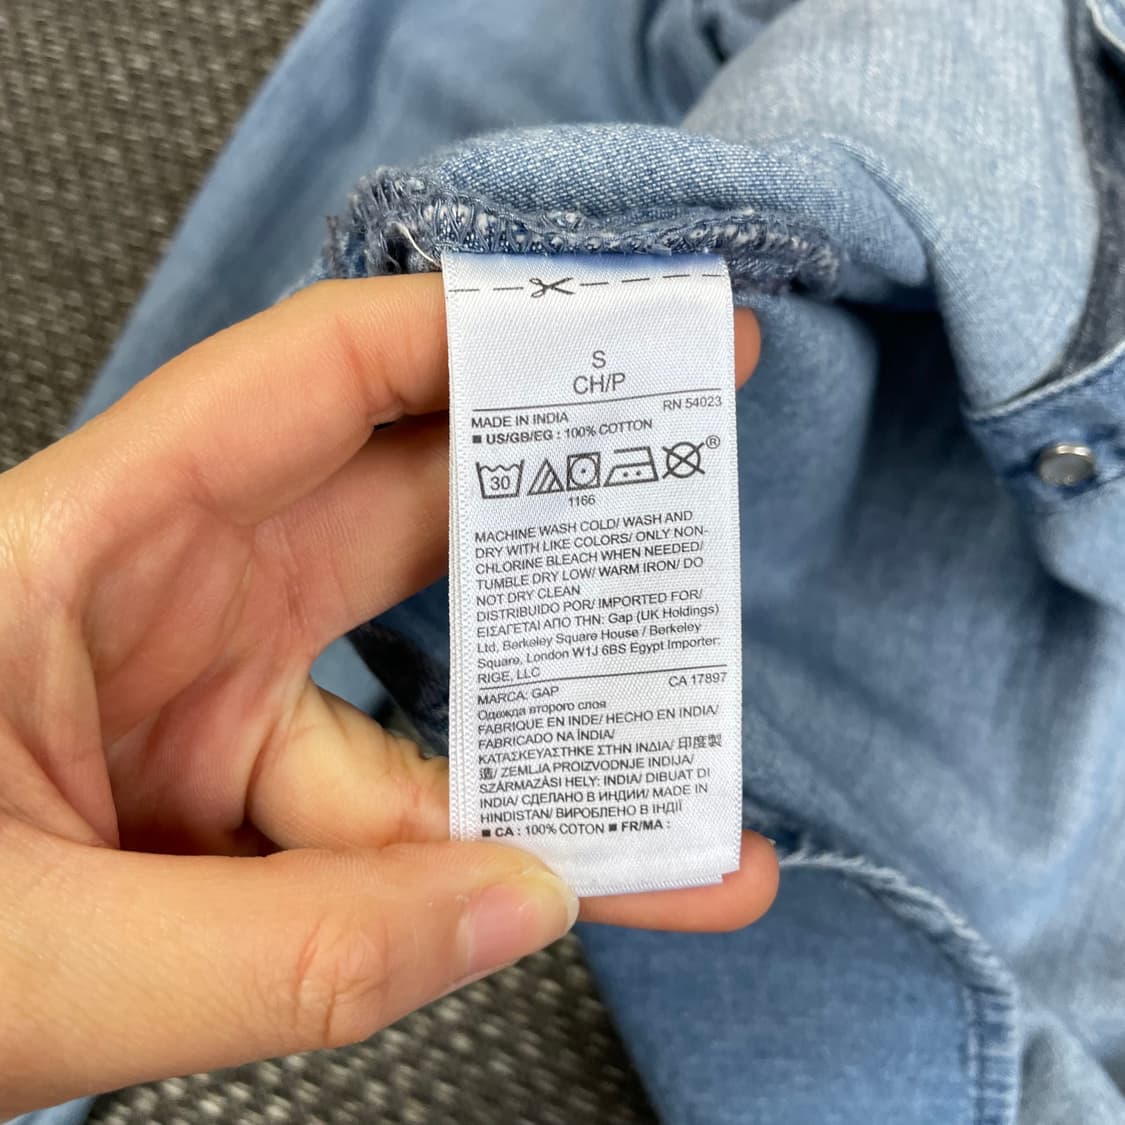 S
CH/P
RN 54023
MADE IN INDIA
■ US/GB/EG : 100% COTTON
30
®
1166
MACHINE WASH COLD/ WASH AND
DRY WITH LIKE COLORS/ ONLY NON-
CHLORINE BLEACH WHEN NEEDED/
TUMBLE DRY LOW/ WARM IRON/ DO
NOT DRY CLEAN
DISTRIBUIDO POR/ IMPORTED FOR/
ΕΙΣΑΓΕΤΑΙ ΑΠΟ ΤΗΝ: Gap (UK Holdings)
Ltd, Berkeley Square House / Berkeley
Square, London W1J 6BS Egypt Importer:
RIGE, LLC
CA 17897
MARCA: GAP
Одежда второго слоя
FABRIQUE EN INDE/ HECHO EN INDIA/
FABRICADO NA ÍNDIA/
ΚΑΤΑΣΚΕΥΑΣΤΗΚΕ ΣΤΗΝ ΙΝΔΙΑ/ 印度製
造/ ZEMLJA PROIZVODNJE INDIJA/
SZÁRMAZÁSI HELY: INDIA/ DIBUAT DI
INDIA/ СДЕЛАНО В ИНДИИ/ MADE IN
HINDISTAN/ ВИРОБЛЕНО В ІНДІЇ
■ CA : 100% COTON ■ FR/MA :